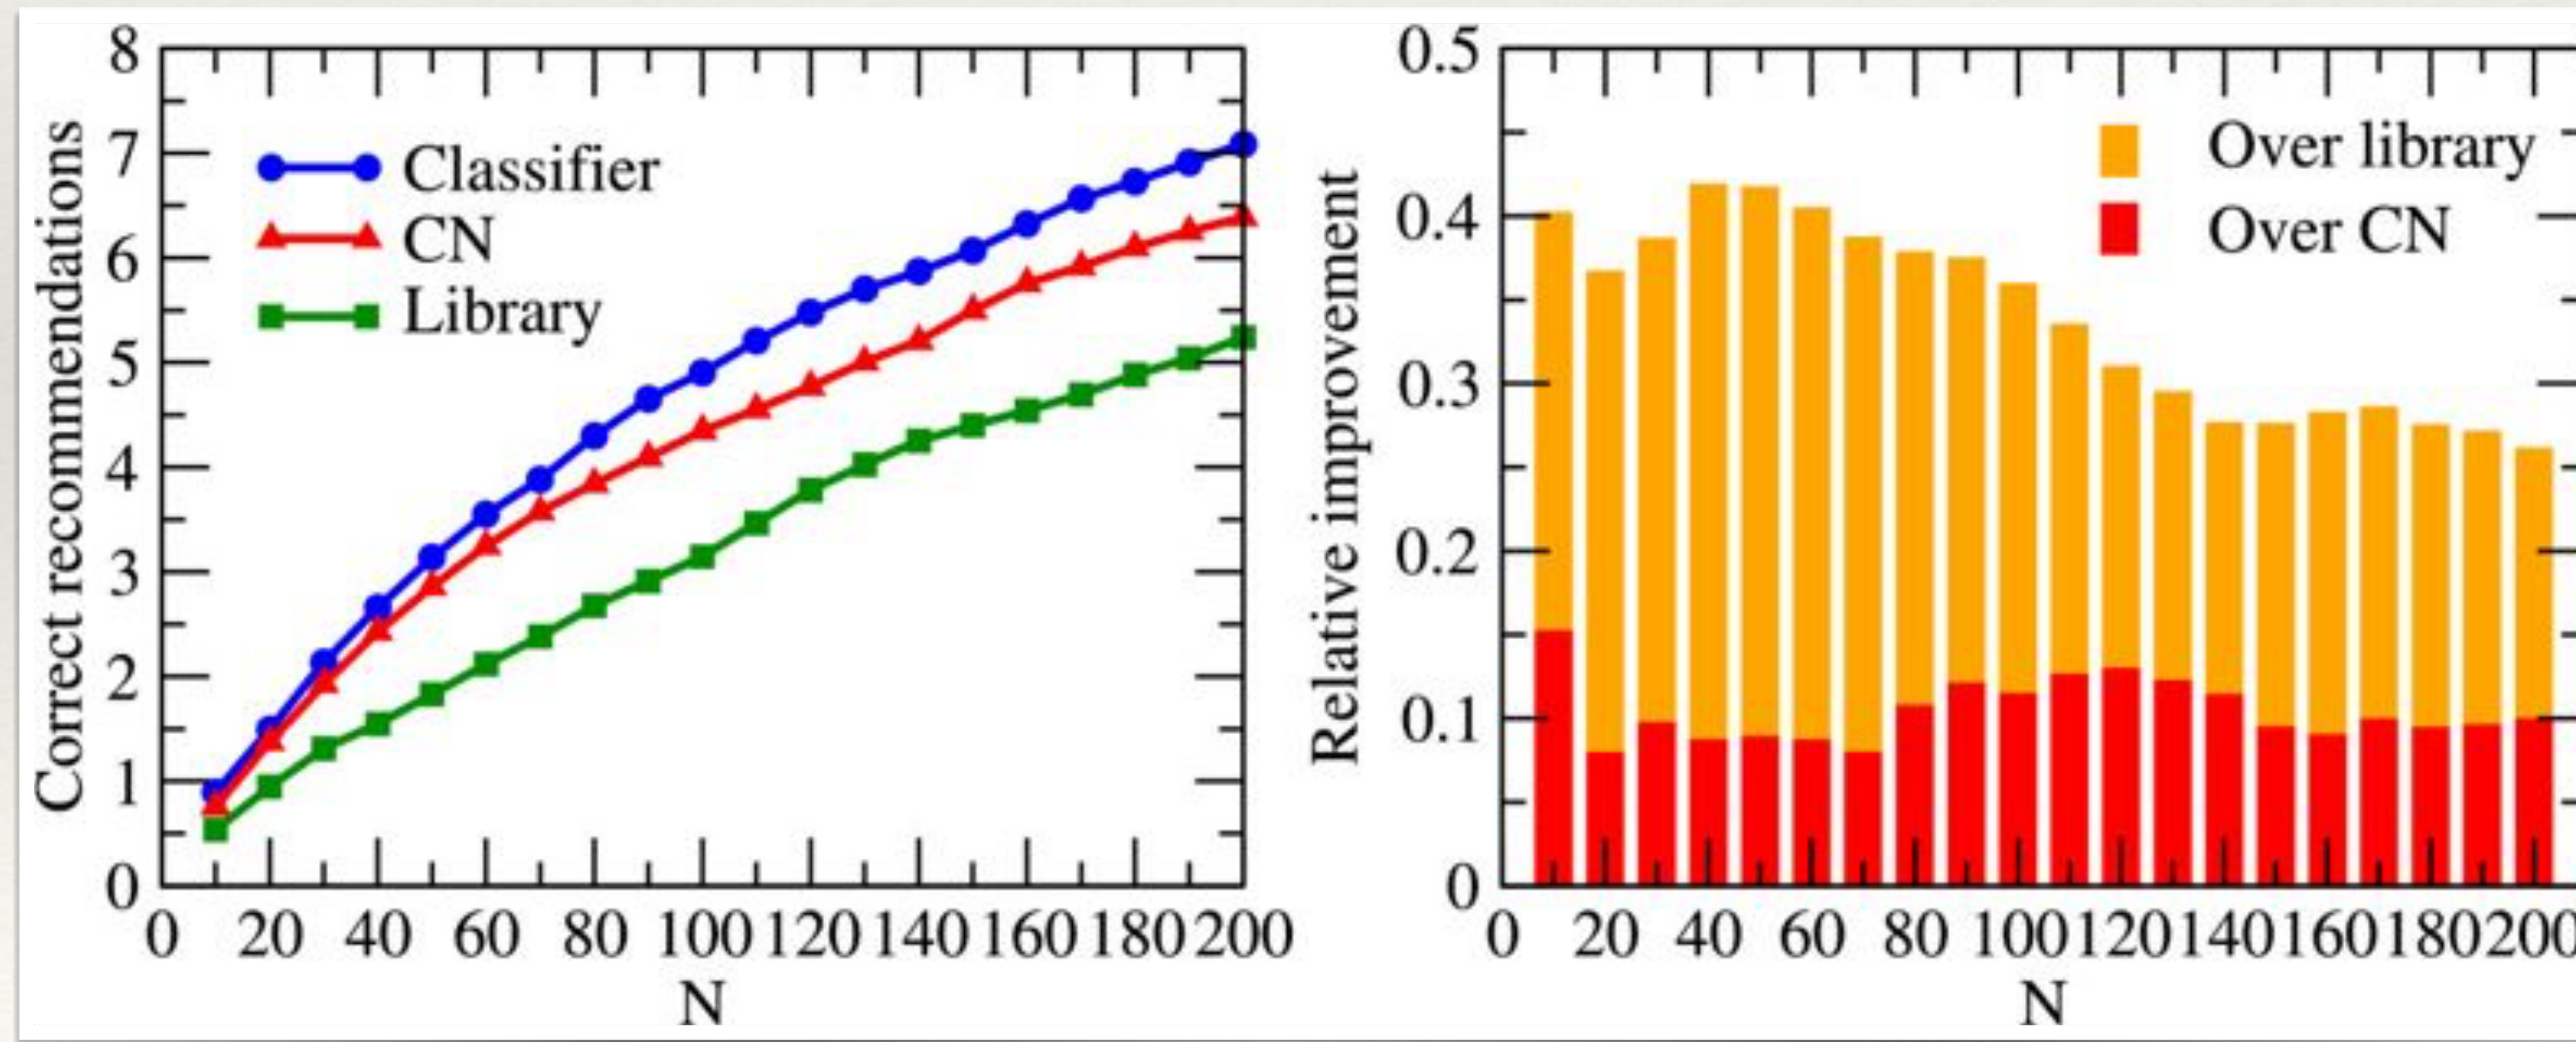 Correct recommendations
8
7
6
5
4
3
2
1
0
Classifier
CN
Library
0 20 40 60 80 100 120 140 160 180 200
N
Relative improvement
0.5
0.4
0.3
0.2
0.1
0
Over library
Over CN
0 20 40 60 80 100 120 140 160 180 200
N